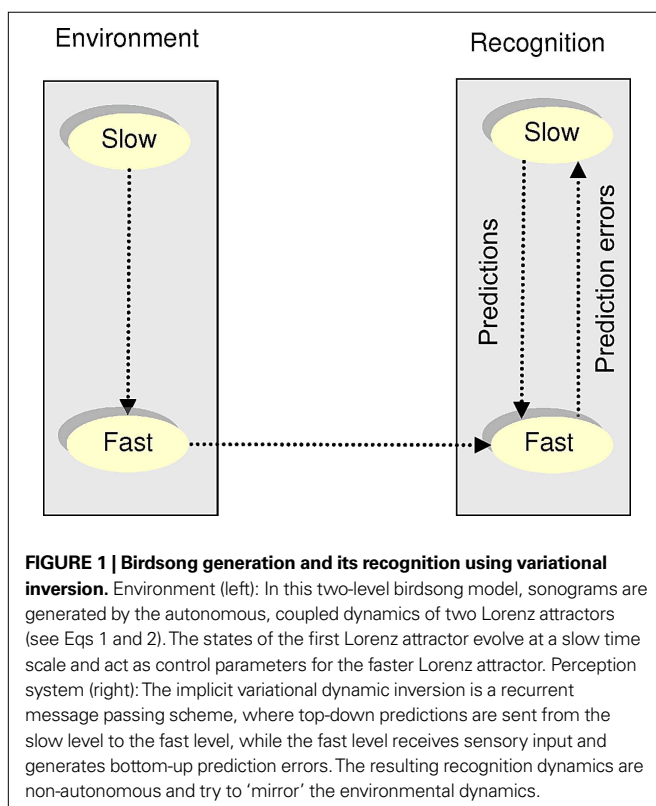 Environment
Recognition
Slow
Slow
Predictions
Prediction errors
Fast
Fast
FIGURE 1 | Birdsong generation and its recognition using variational
inversion. Environment (left): In this two-level birdsong model, sonograms are
generated by the autonomous, coupled dynamics of two Lorenz attractors
(see Eqs 1 and 2). The states of the first Lorenz attractor evolve at a slow time
scale and act as control parameters for the faster Lorenz attractor. Perception
system (right): The implicit variational dynamic inversion is a recurrent
message passing scheme, where top-down predictions are sent from the
slow level to the fast level, while the fast level receives sensory input and
generates bottom-up prediction errors. The resulting recognition dynamics are
non-autonomous and try to ‘mirror’ the environmental dynamics.